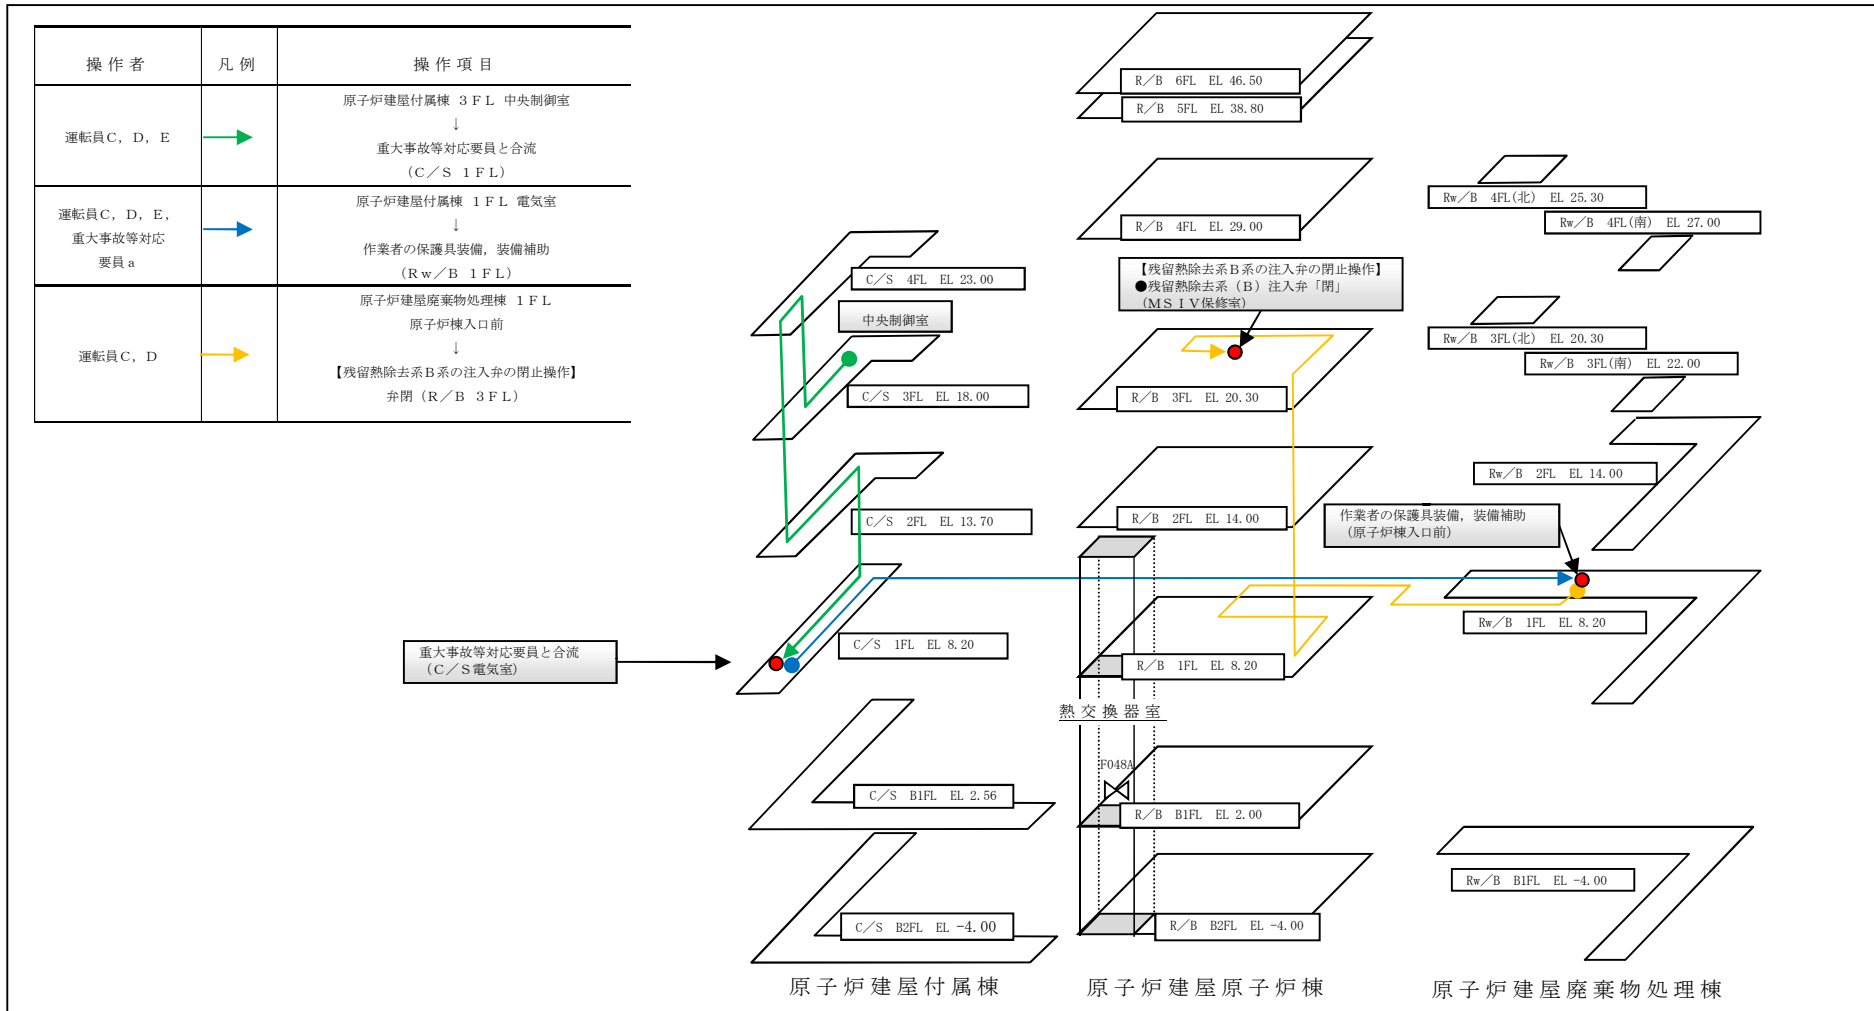 操作者
凡例
操作項目
運転員C，D，E
原子炉建屋付属棟 3FL 中央制御室
↓
重大事故等対応要員と合流
（C／S 1FL）
運転員C，D，E，
重大事故等対応
要員a
原子炉建屋付属棟 1FL 電気室
↓
作業者の保護具装備，装備補助
（Rw／B 1FL）
運転員C，D
原子炉建屋廃棄物処理棟 1FL
原子炉棟入口前
↓
【残留熱除去系B系の注入弁の閉止操作】
弁閉（R／B 3FL）
C／S 4FL EL 23.00
中央制御室
C／S 3FL EL 18.00
C／S 2FL EL 13.70
C／S 1FL EL 8.20
重大事故等対応要員と合流
（C／S電気室）
C／S B1FL EL 2.56
C／S B2FL EL -4.00
原子炉建屋付属棟
R／B 6FL EL 46.50
R／B 5FL EL 38.80
R／B 4FL EL 29.00
【残留熱除去系B系の注入弁の閉止操作】
●残留熱除去系（B）注入弁「閉」
（MSIV保修室）
R／B 3FL EL 20.30
R／B 2FL EL 14.00
R／B 1FL EL 8.20
熱交換器室
F048A
R／B B1FL EL 2.00
R／B B2FL EL -4.00
原子炉建屋原子炉棟
Rw／B 4FL(北) EL 25.30
Rw／B 4FL(南) EL 27.00
Rw／B 3FL(北) EL 20.30
Rw／B 3FL(南) EL 22.00
Rw／B 2FL EL 14.00
作業者の保護具装備，装備補助
（原子炉棟入口前）
Rw／B 1FL EL 8.20
Rw／B B1FL EL -4.00
原子炉建屋廃棄物処理棟